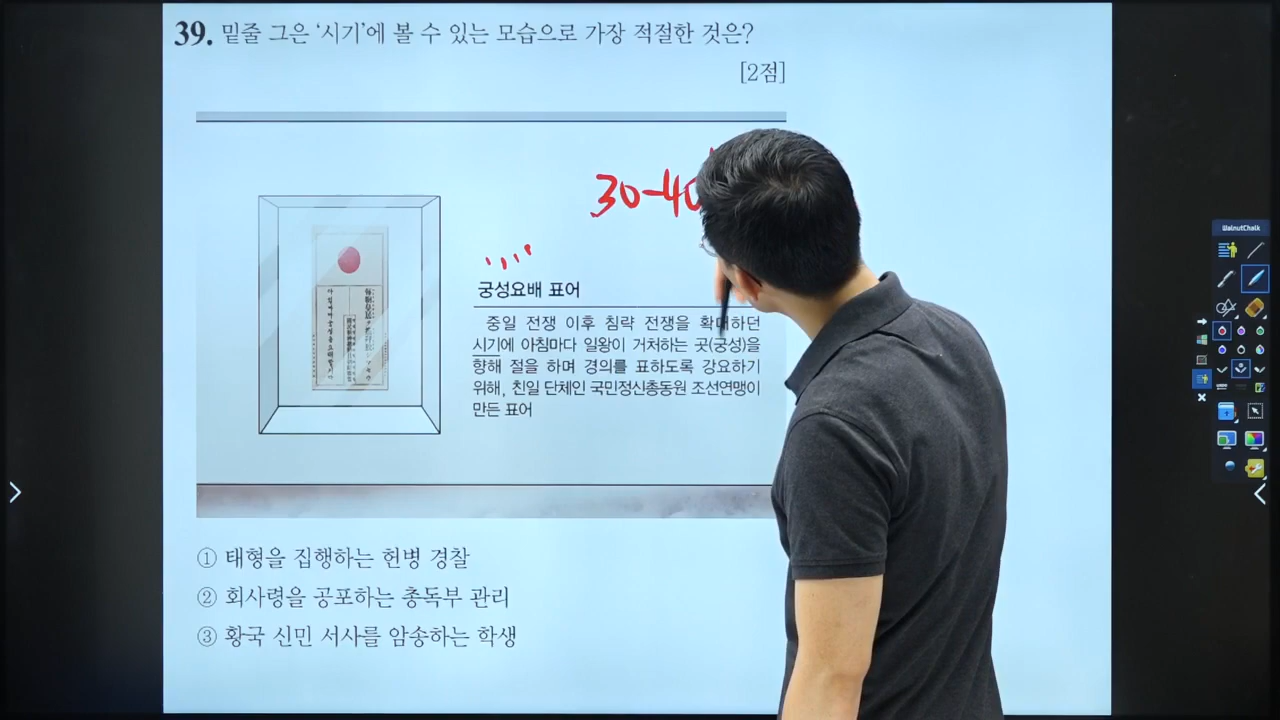 39. 밑줄 그은 '시기'에 볼 수 있는 모습으로 가장 적절한 것은?
[2점]
30-40
궁성요배 표어
중일 전쟁 이후 침략 전쟁을 확대하던
시기에 아침마다 일왕이 거처하는 곳(궁성)을
향해 절을 하며 경의를 표하도록 강요하기
위해, 친일 단체인 국민정신총동원 조선연맹이
만든 표어
① 태형을 집행하는 헌병 경찰
② 회사령을 공포하는 총독부 관리
③ 황국 신민 서사를 암송하는 학생
WalnutChalk